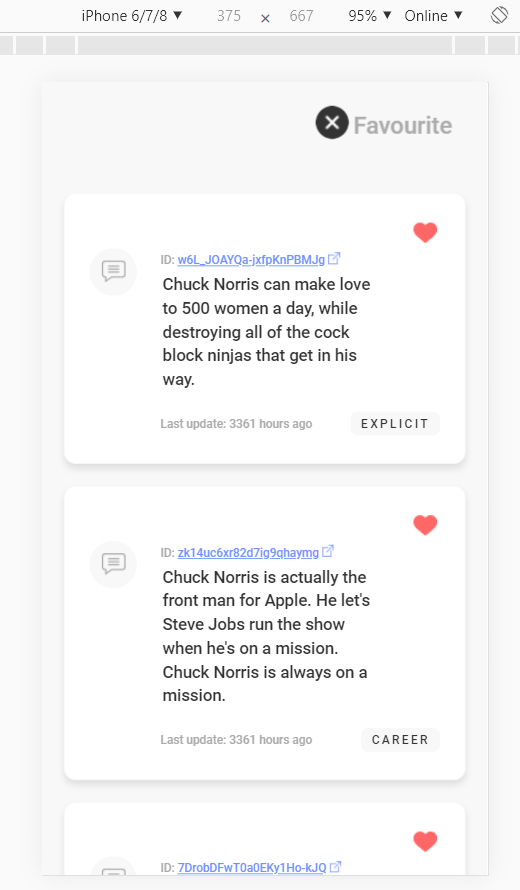 iPhone 6/7/8 ▼ 375 × 667 95% ▼ Online ▼
Favourite
ID: w6L_JOAYQa-jxfpKnPBMJg
Chuck Norris can make love
to 500 women a day, while
destroying all of the cock
block ninjas that get in his
way.
Last update: 3361 hours ago EXPLICIT
ID: zk14uc6xr82d7ig9qhaymg
Chuck Norris is actually the
front man for Apple. He let's
Steve Jobs run the show
when he's on a mission.
Chuck Norris is always on a
mission.
Last update: 3361 hours ago CAREER
ID: 7DrobDFwT0a0EKy1Ho-kJQ